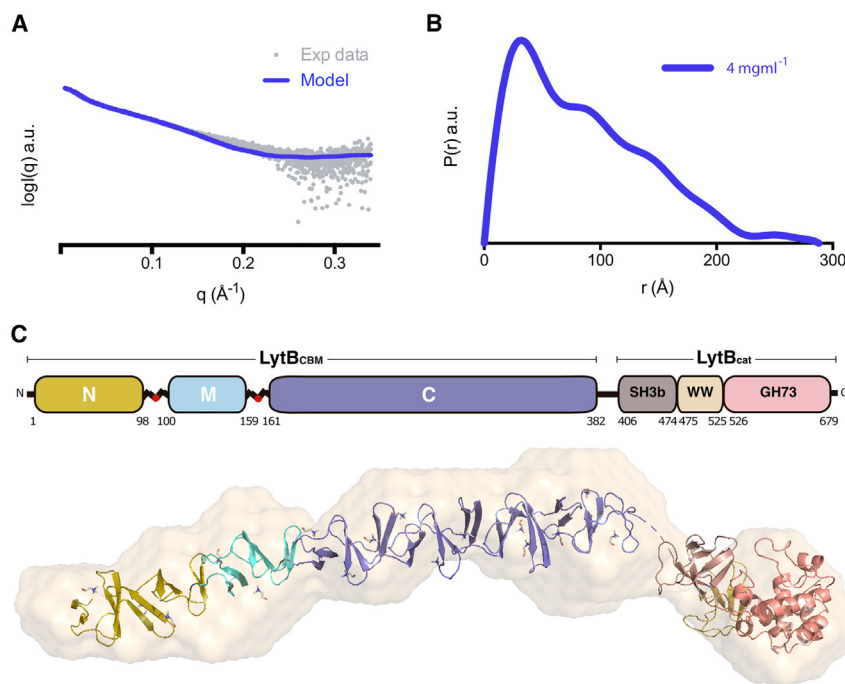 A
Exp data
Model
logI(q) a.u.
0.1 0.2 0.3
q (Å-1)
B
4 mgml-1
P(r) a.u.
0 100 200 300
r (Å)
C
LytBCBM LytBcat
N N M C SH3b WW GH73 C
1 98 100 159 161 382 406 474 475 525 526 679